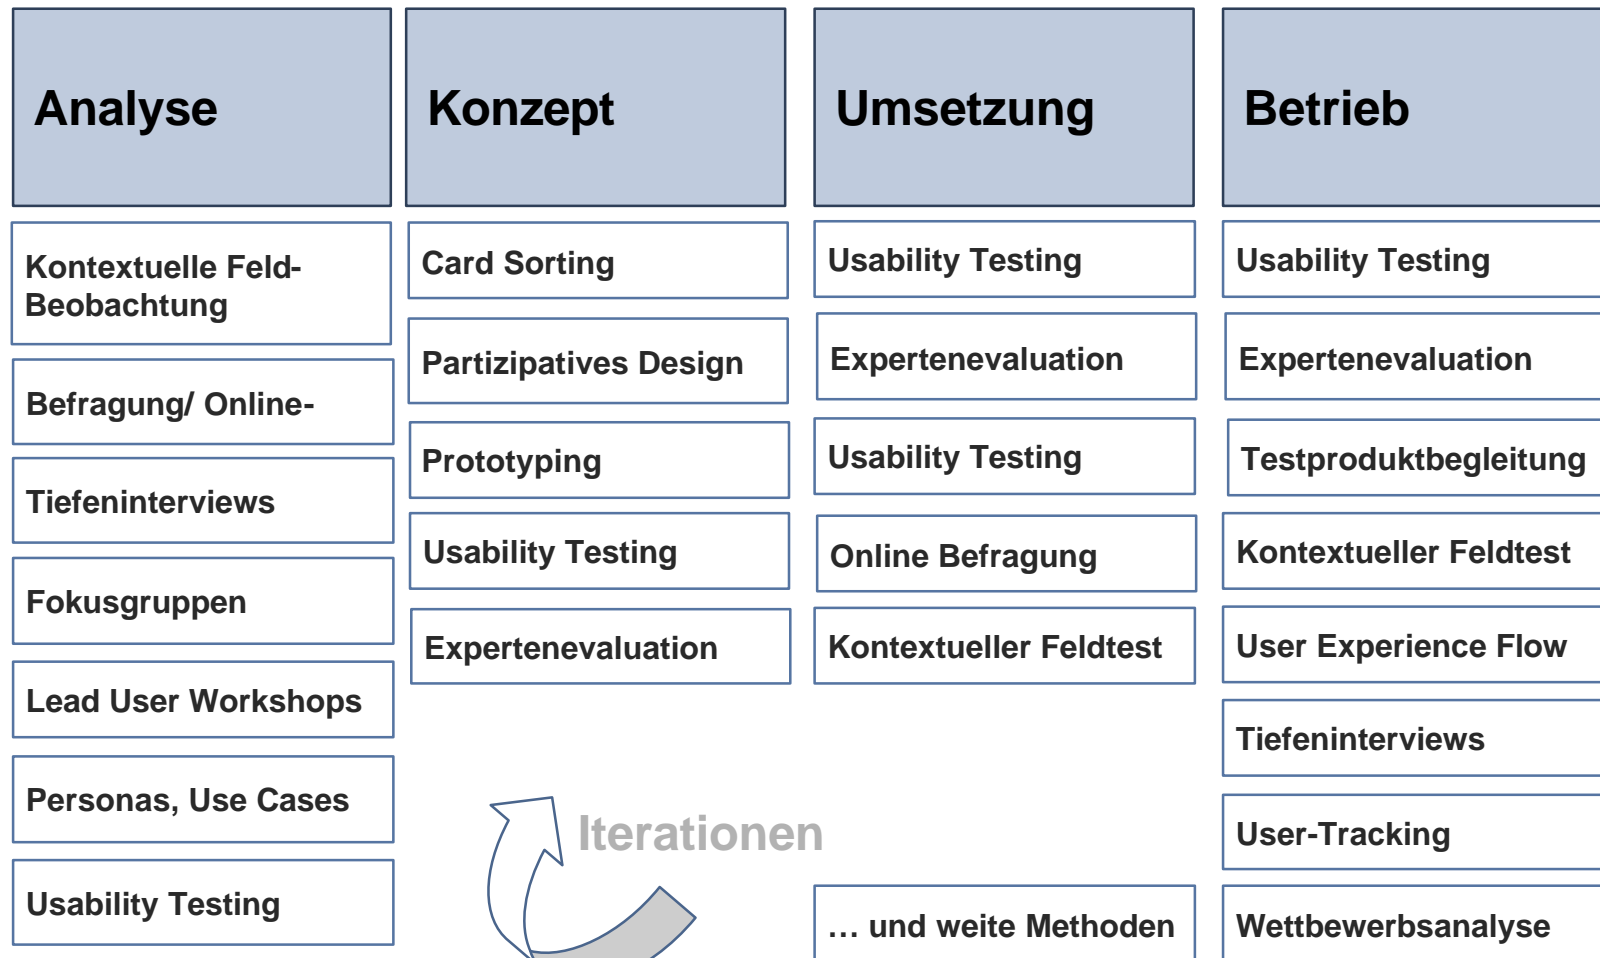 Analyse
Konzept
Umsetzung
Betrieb
Kontextuelle Feld-
Beobachtung
Befragung/ Online-
Tiefeninterviews
Fokusgruppen
Lead User Workshops
Personas, Use Cases
Usability Testing
Card Sorting
Partizipatives Design
Prototyping
Usability Testing
Expertenevaluation
Iterationen
Usability Testing
Expertenevaluation
Usability Testing
Online Befragung
Kontextueller Feldtest
… und weite Methoden
Usability Testing
Expertenevaluation
Testproduktbegleitung
Kontextueller Feldtest
User Experience Flow
Tiefeninterviews
User-Tracking
Wettbewerbsanalyse